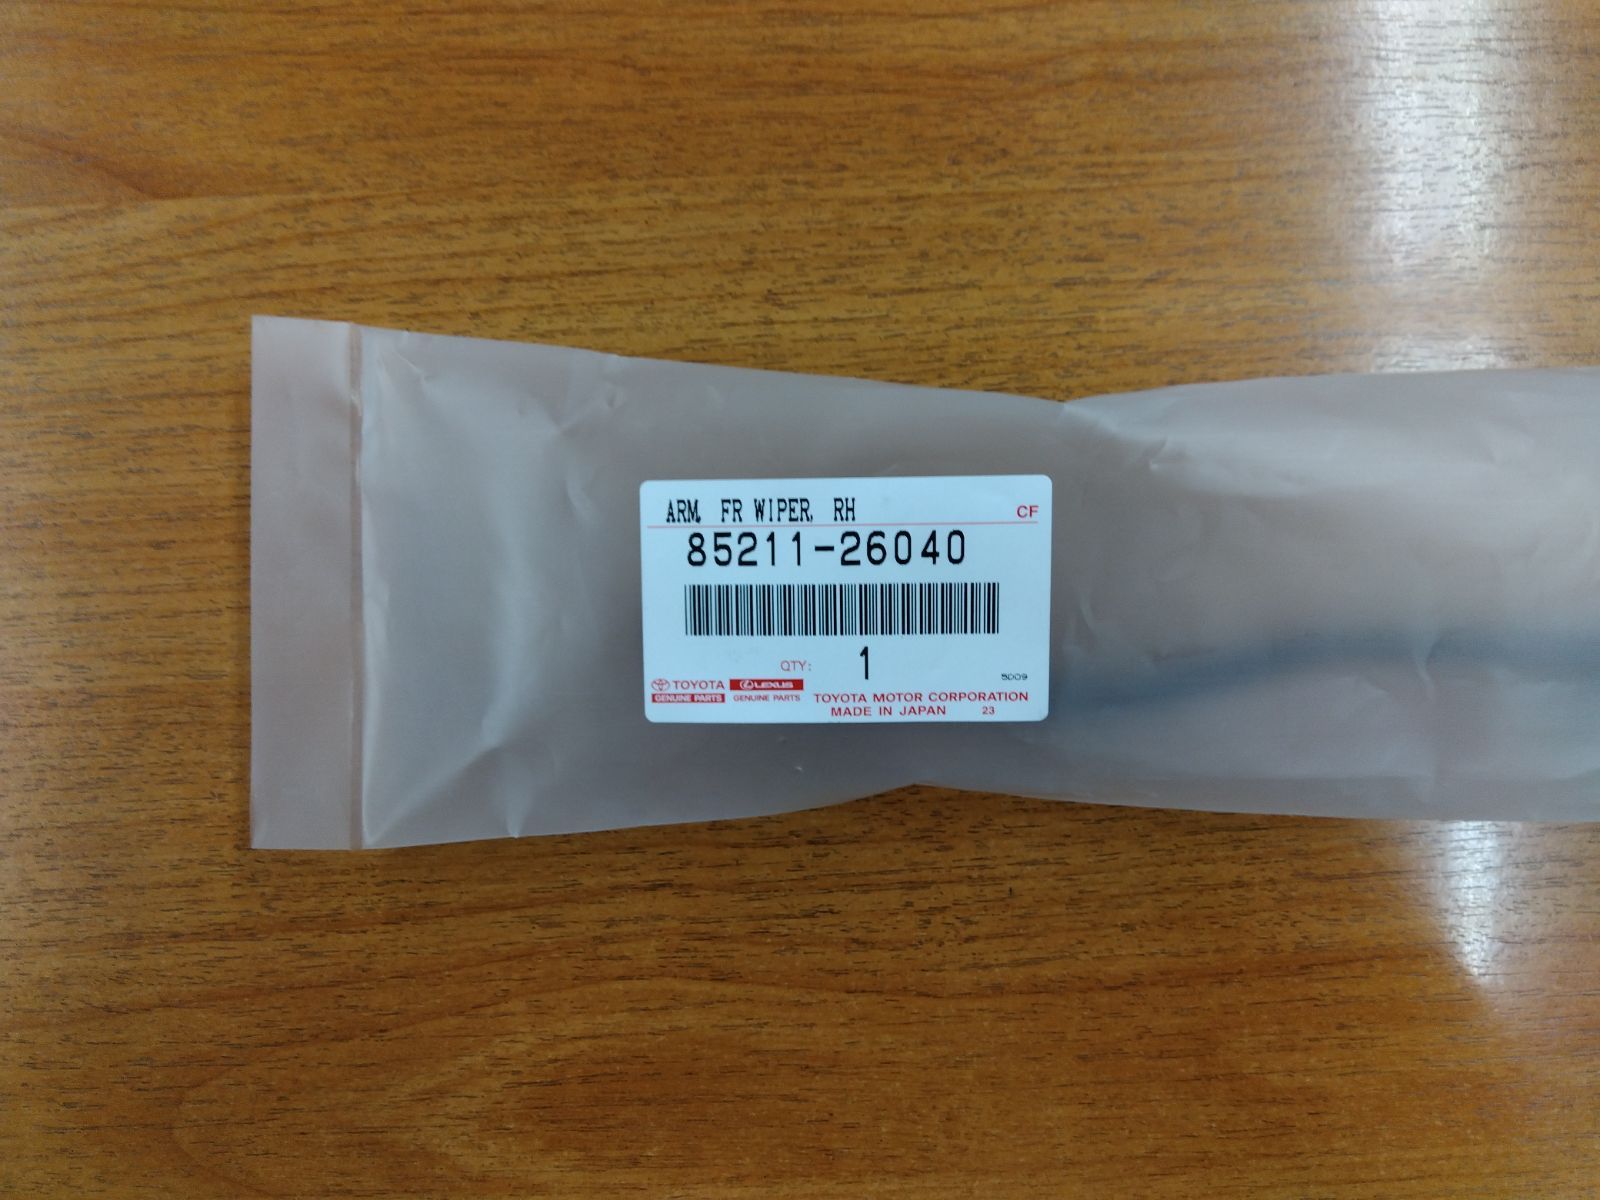 ARM, FR WIPER, RH CF
85211-26040
QTY: 1
5D09
TOYOTA LEXUS
GENUINE PARTS GENUINE PARTS
TOYOTA MOTOR CORPORATION
MADE IN JAPAN 23